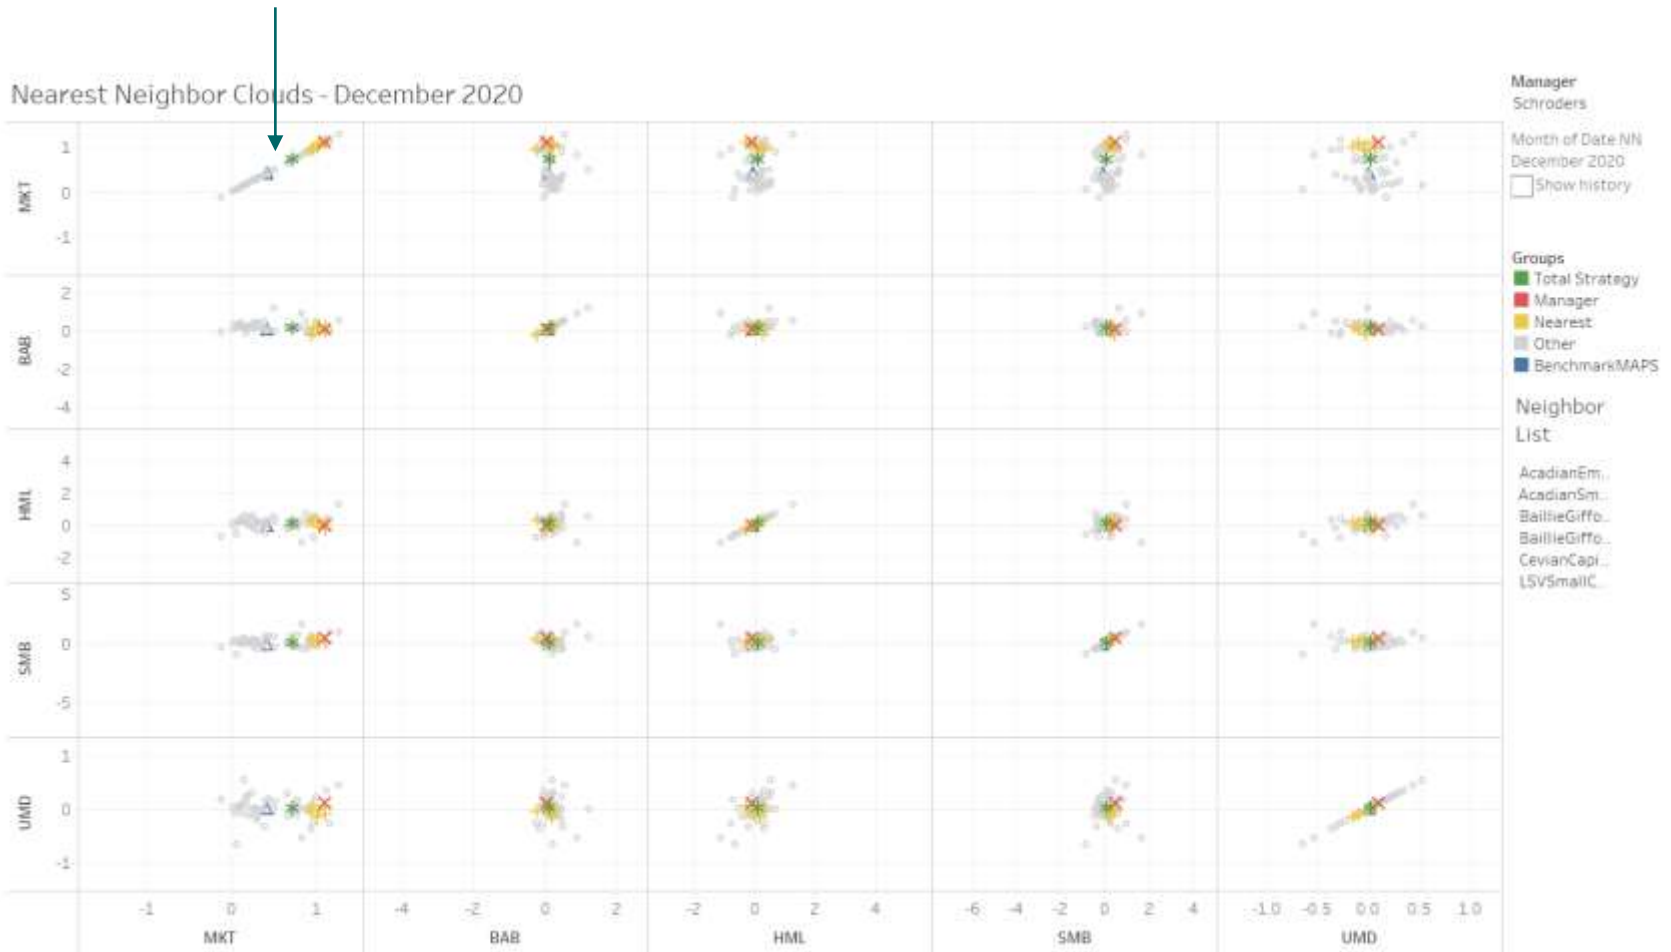 Nearest Neighbor Clouds - December 2020
Manager
Schroders
Month of Date NN
December 2020
Show history
Groups
Total Strategy
Manager
Nearest
Other
BenchmarkMAPS
Neighbor
List
AcadianEm..
AcadianSm..
BaillieGiffo..
BaillieGiffo..
CevianCapi..
LSVSmallC..
MKT
1
0
-1
BAB
2
0
-2
-4
HML
4
2
0
-2
SMB
5
0
-5
UMD
1
0
-1
-1 0 1
-4 -2 0 2
-2 0 2 4
-6 -4 -2 0 2 4
-1.0 -0.5 0.0 0.5 1.0
MKT BAB HML SMB UMD